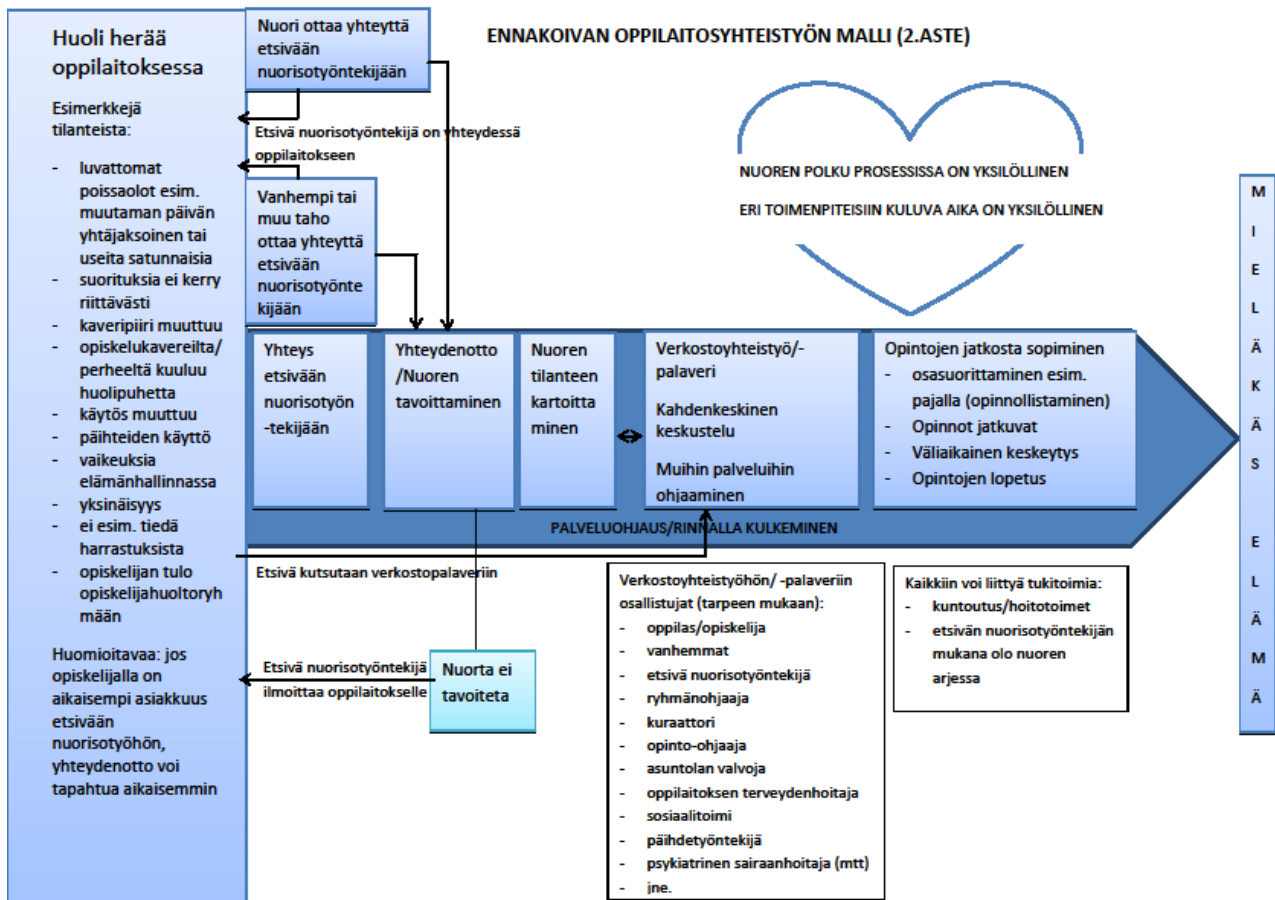 ENNAKOIVAN OPPILAITOSYHTEISTYÖN MALLI (2.ASTE)
Huoli herää
oppilaitoksessa
Esimerkkejä
tilanteista:
- luvattomat
poissaolot esim.
muutaman päivän
yhtäjaksoinen tai
useita satunnaisia
- suorituksia ei kerry
riittävästi
- kaveripiiri muuttuu
- opiskelukavereilta/
perheeltä kuuluu
huolipuhetta
- käytös muuttuu
- päihteiden käyttö
- vaikeuksia
elämänhallinnassa
- yksinäisyys
- ei esim. tiedä
harrastuksista
- opiskelijan tulo
opiskelijahuoltoryh
mään
Huomioitavaa: jos
opiskelijalla on
aikaisempi asiakkuus
etsivään
nuorisotyöhön,
yhteydenotto voi
tapahtua aikaisemmin
Nuori ottaa yhteyttä
etsivään
nuorisotyöntekijään
Etsivä nuorisotyöntekijä on yhteydessä
oppilaitokseen
Vanhempi tai
muu taho
ottaa yhteyttä
etsivään
nuorisotyönte
kijään
NUOREN POLKU PROSESSISSA ON YKSILÖLLINEN
ERI TOIMENPITEISIIN KULUVA AIKA ON YKSILÖLLINEN
Yhteys
etsivään
nuorisotyön
-tekijään
Yhteydenotto
/Nuoren
tavoittaminen
Nuoren
tilanteen
kartoitta
minen
Verkostoyhteistyö/-
palaveri
Kahdenkeskinen
keskustelu
Muihin palveluihin
ohjaaminen
Opintojen jatkosta sopiminen
- osasuorittaminen esim.
pajalla (opinnollistaminen)
- Opinnot jatkuvat
- Väliaikainen keskeytys
- Opintojen lopetus
PALVELUOHJAUS/RINNALLA KULKEMINEN
Etsivä kutsutaan verkostopalaveriin
Etsivä nuorisotyöntekijä
ilmoittaa oppilaitokselle
Nuorta ei
tavoiteta
Verkostoyhteistyöhön/ -palaveriin
osallistujat (tarpeen mukaan):
- oppilas/opiskelija
- vanhemmat
- etsivä nuorisotyöntekijä
- ryhmänohjaaja
- kuraattori
- opinto-ohjaaja
- asuntolan valvoja
- oppilaitoksen terveydenhoitaja
- sosiaalitoimi
- päihdetyöntekijä
- psykiatrinen sairaanhoitaja (mtt)
- jne.
Kaikkiin voi liittyä tukitoimia:
- kuntoutus/hoitotoimet
- etsivän nuorisotyöntekijän
mukana olo nuoren
arjessa
M
I
E
L
Ä
K
Ä
S
E
L
Ä
M
Ä